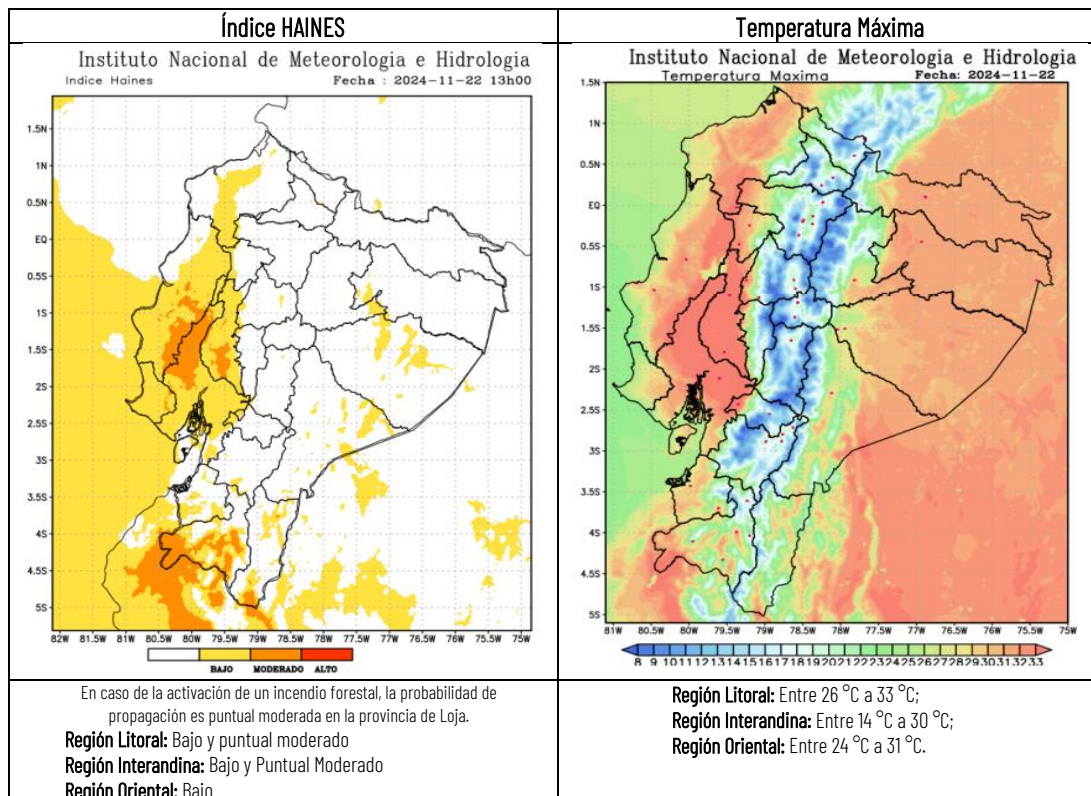 Índice HAINES
Instituto Nacional de Meteorologia e Hidrologia
Indice Haines Fecha : 2024-11-22 13h00
1.5N
1N
0.5N
EQ
0.5S
1S
1.5S
2S
2.5S
3S
3.5S
4S
4.5S
5S
82W 81.5W 81W 80.5W 80W 79.5W 79W 78.5W 78W 77.5W 77W 76.5W 76W 75.5W 75W
BAJO MODERADO ALTO
En caso de la activación de un incendio forestal, la probabilidad de
propagación es puntual moderada en la provincia de Loja.
Región Litoral: Bajo y puntual moderado
Región Interandina: Bajo y Puntual Moderado
Región Oriental: Bajo
Temperatura Máxima
Instituto Nacional de Meteorologia e Hidrologia
Temperatura Maxima Fecha: 2024-11-22
1.5N
1N
0.5N
EQ
0.5S
1S
1.5S
2S
2.5S
3S
3.5S
4S
4.5S
5S
81W 80.5W 80W 79.5W 79W 78.5W 78W 77.5W 77W 76.5W 76W 75.5W 75W
8 9 10 11 12 13 14 15 16 17 18 19 20 21 22 23 24 25 26 27 28 29 30 31 32 33
Región Litoral: Entre 26 °C a 33 °C;
Región Interandina: Entre 14 °C a 30 °C;
Región Oriental: Entre 24 °C a 31 °C.